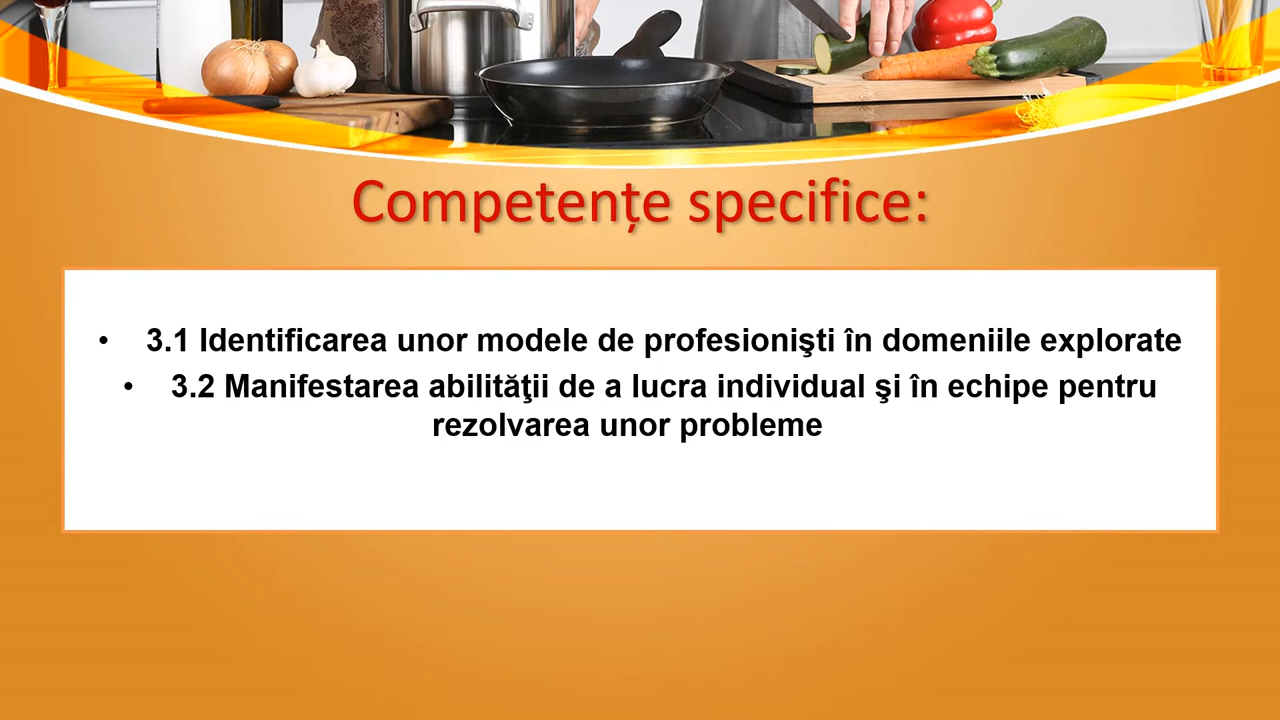 Competențe specifice:
• 3.1 Identificarea unor modele de profesionişti în domeniile explorate
• 3.2 Manifestarea abilităţii de a lucra individual şi în echipe pentru
rezolvarea unor probleme